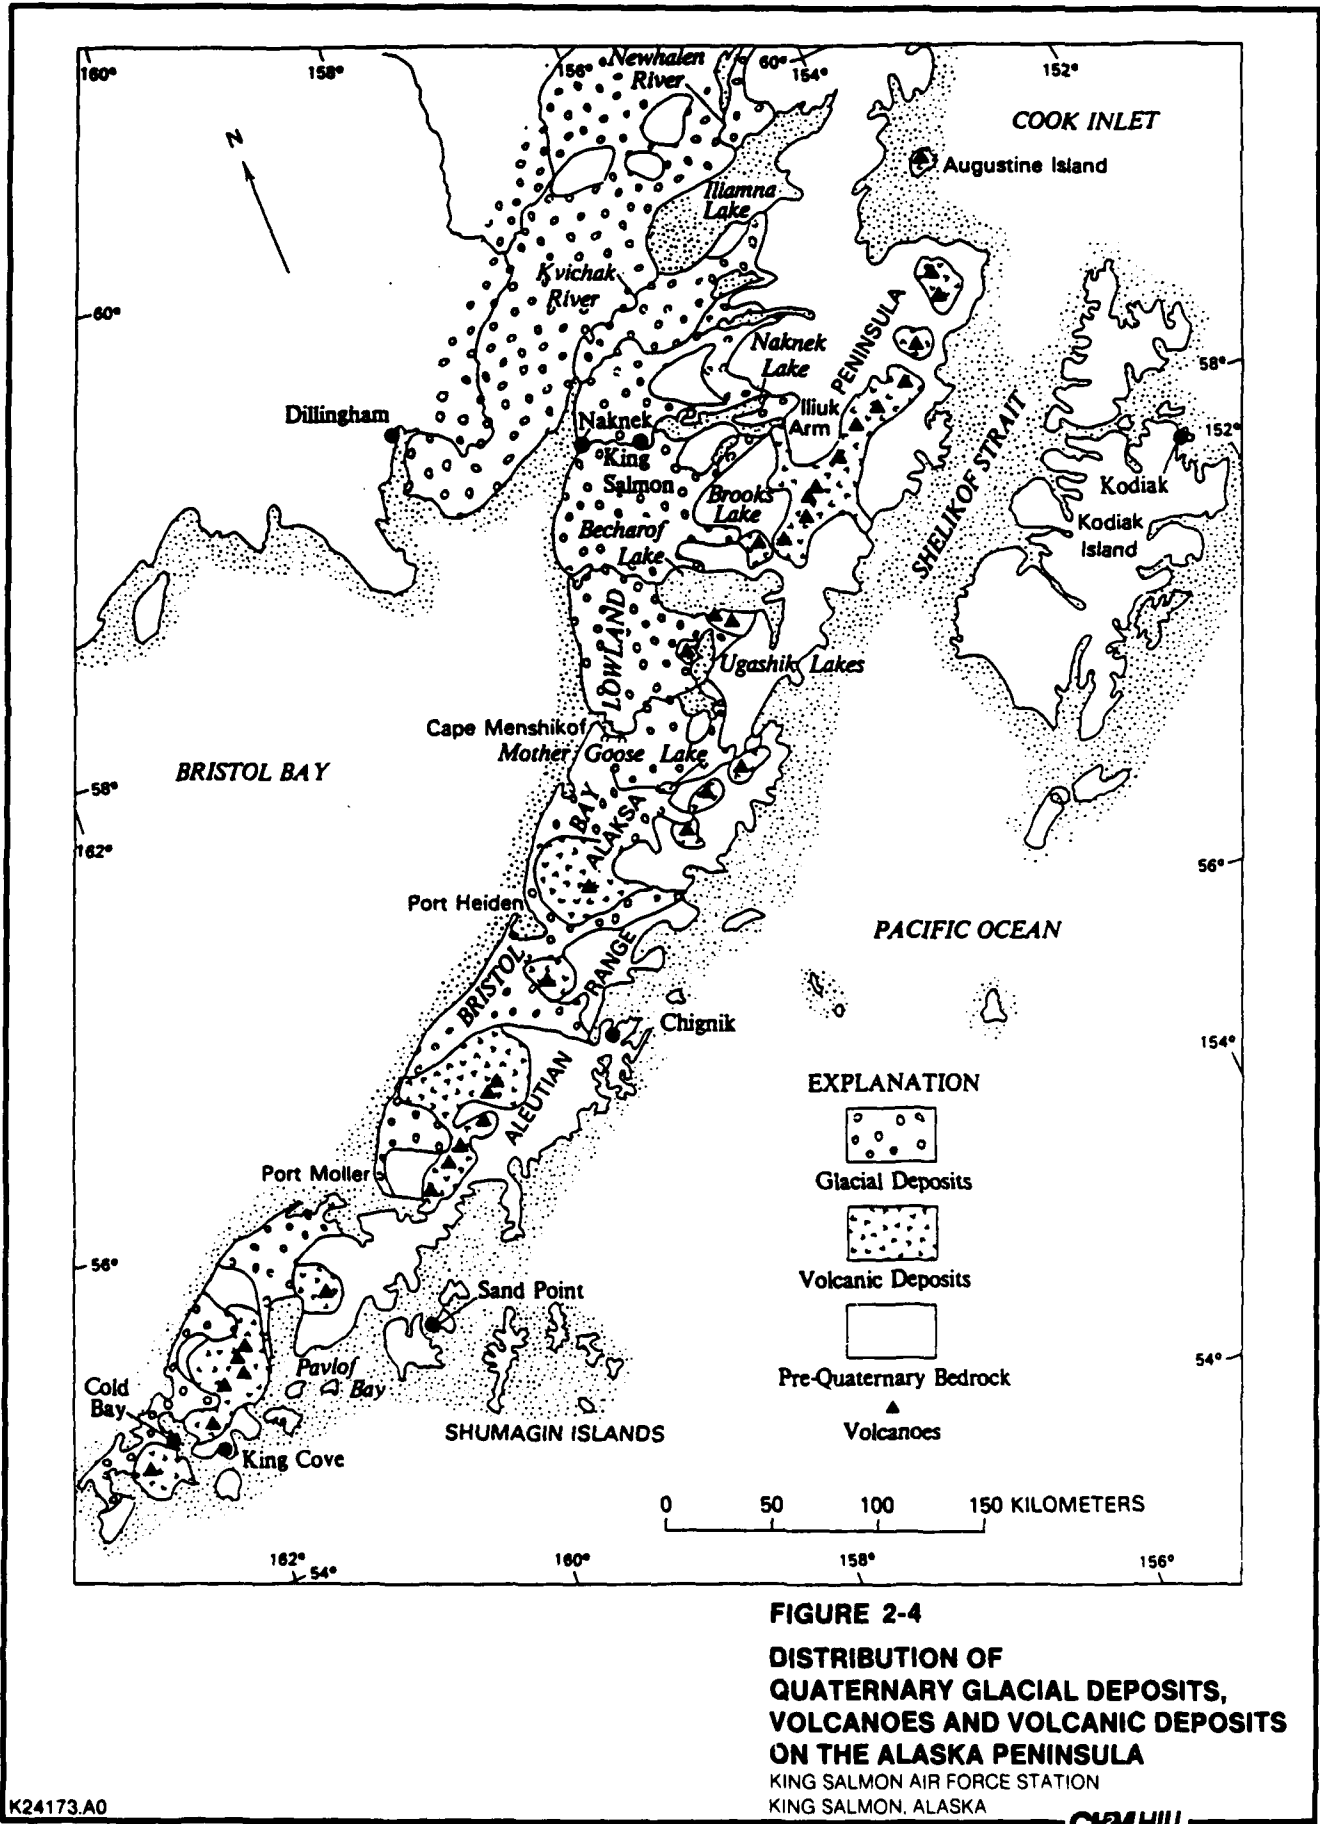 160°
158°
156°
Newhalen
River
60°
154°
152°
COOK INLET
N
Augustine Island
Iliamna
Lake
Kvichak
River
60°
PENINSULA
Naknek
Lake
58°
Dillingham
Naknek
Iliuk
Arm
152°
King
Salmon
Brooks
Lake
Kodiak
SHELIKOF STRAIT
Kodiak
Island
Becharof
Lake
LOWLAND
Ugashik Lakes
Cape Menshikof
Mother Goose Lake
BRISTOL BAY
58°
BAY
ALAKSA
162°
56°
Port Heiden
PACIFIC OCEAN
BRISTOL
RANGE
Chignik
154°
ALEUTIAN
EXPLANATION
Glacial Deposits
Port Moller
56°
Volcanic Deposits
Sand Point
54°
Pavlof
Bay
Pre-Quaternary Bedrock
Cold
Bay
Volcanoes
SHUMAGIN ISLANDS
King Cove
0 50 100 150 KILOMETERS
162°
54°
160°
158°
156°
FIGURE 2-4
DISTRIBUTION OF
QUATERNARY GLACIAL DEPOSITS,
VOLCANOES AND VOLCANIC DEPOSITS
ON THE ALASKA PENINSULA
KING SALMON AIR FORCE STATION
KING SALMON, ALASKA
K24173.A0
CH2M HILL